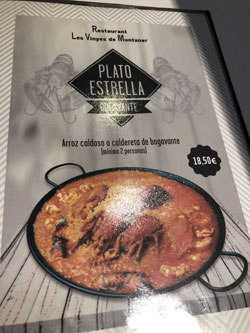 Restaurant
Les Vinyes de Muntaner
PLATO
ESTRELLA
BOGAVANTE
Arroz caldoso o caldereta de bogavante
(mínimo 2 personas)
18,50€